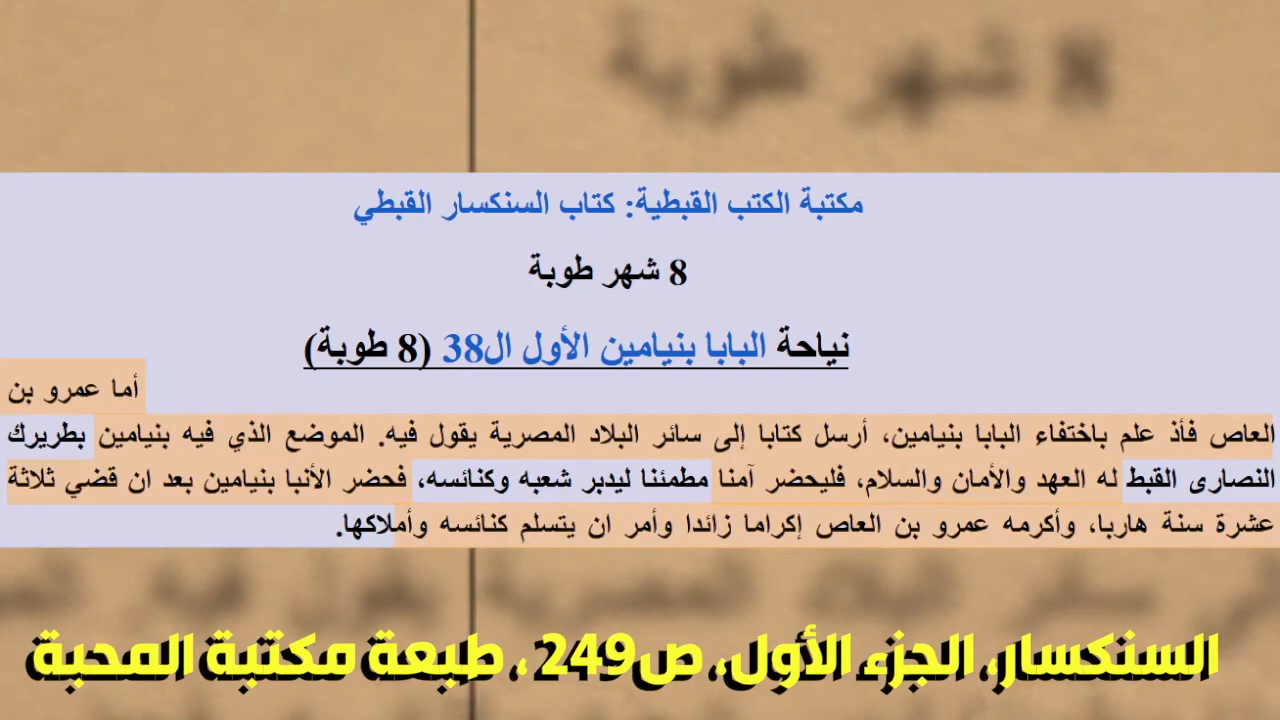 8 شهر طوبة
مكتبة الكتب القبطية: كتاب السنكسار القبطي
8 شهر طوبة
نياحة البابا بنيامين الأول ال38 (8 طوبة)
أما عمرو بن
العاص فأذ علم باختفاء البابا بنيامين، أرسل كتابا إلى سائر البلاد المصرية يقول فيه. الموضع الذي فيه بنيامين بطريرك
النصارى القبط له العهد والأمان والسلام، فليحضر آمنا مطمئنا ليدبر شعبه وكنائسه، فحضر الأنبا بنيامين بعد ان قضي ثلاثة
عشرة سنة هاربا، وأكرمه عمرو بن العاص إكراما زائدا وأمر ان يتسلم كنائسه وأملاكها.
السنكسار، الجزء الأول، ص249 ، طبعة مكتبة المحبة